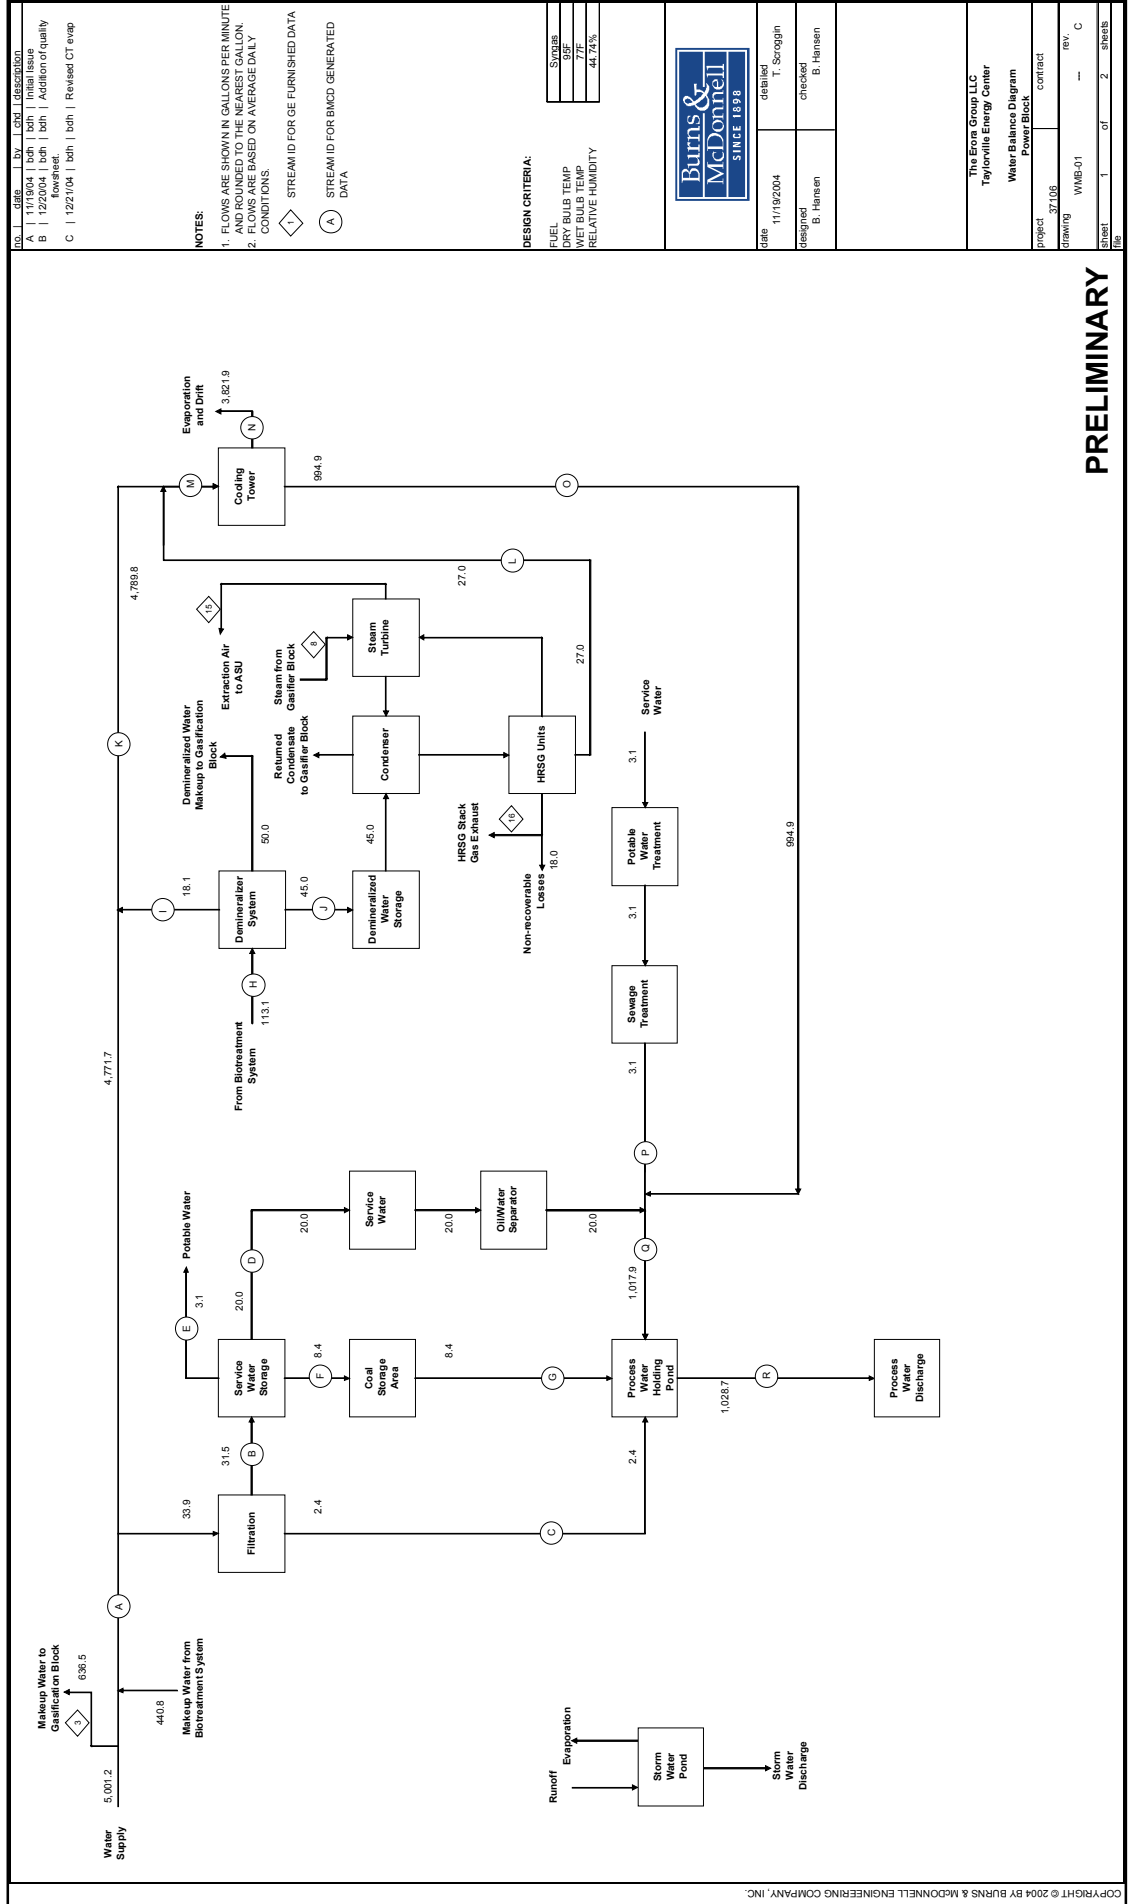 Water
Supply
5,001.2
Makeup Water to
Gasification Block
3
636.5
440.8
Makeup Water from
Biotreatment System
A
33.9
4,771.7
K
4,789.8
Filtration
31.5
B
2.4
C
2.4
Service
Water
Storage
E
3.1
Potable Water
20.0
D
20.0
F
8.4
Coal
Storage
Area
8.4
G
Service
Water
20.0
Oil/Water
Separator
20.0
Process
Water
Holding
Pond
1,017.9
Q
1,028.7
R
Process
Water
Discharge
P
3.1
Sewage
Treatment
3.1
Potable
Water
Treatment
3.1
Service
Water
From Biotreatment
System
H
113.1
Demineralizer
System
I
18.1
50.0
Demineralized Water
Makeup to Gasification
Block
45.0
J
Demineralized
Water
Storage
45.0
Condenser
Returned
Condensate
to Gasifier Block
Steam from
Gasifier Block
8
Steam
Turbine
15
Extraction Air
to ASU
HRSG Units
HRSG Stack
Gas Exhaust
16
Non-recoverable
Losses
18.0
27.0
L
27.0
M
Cooling
Tower
N
Evaporation
and Drift
3,821.9
994.9
O
994.9
Runoff
Evaporation
Storm
Water
Pond
Storm
Water
Discharge
PRELIMINARY
no. | date | by | chd | description
A | 11/19/04 | bdh | bdh | Initial Issue
B | 12/20/04 | bdh | bdh | Addition of quality
flowsheet.
C | 12/21/04 | bdh | bdh | Revised CT evap
NOTES:
1. FLOWS ARE SHOWN IN GALLONS PER MINUTE
AND ROUNDED TO THE NEAREST GALLON.
2. FLOWS ARE BASED ON AVERAGE DAILY
CONDITIONS.
1 STREAM ID FOR GE FURNISHED DATA
A STREAM ID FOR BMCD GENERATED
DATA
DESIGN CRITERIA:
FUEL Syngas
DRY BULB TEMP 95F
WET BULB TEMP 77F
RELATIVE HUMIDITY 44.74%
Burns &
McDonnell
SINCE 1898
date 11/19/2004
detailed T. Scroggin
designed B. Hansen
checked B. Hansen
The Erora Group LLC
Taylorville Energy Center
Water Balance Diagram
Power Block
project 37106
contract
drawing WMB-01 --- rev. C
sheet 1 of 2 sheets
file
COPYRIGHT © 2004 BY BURNS & McDONNELL ENGINEERING COMPANY, INC.